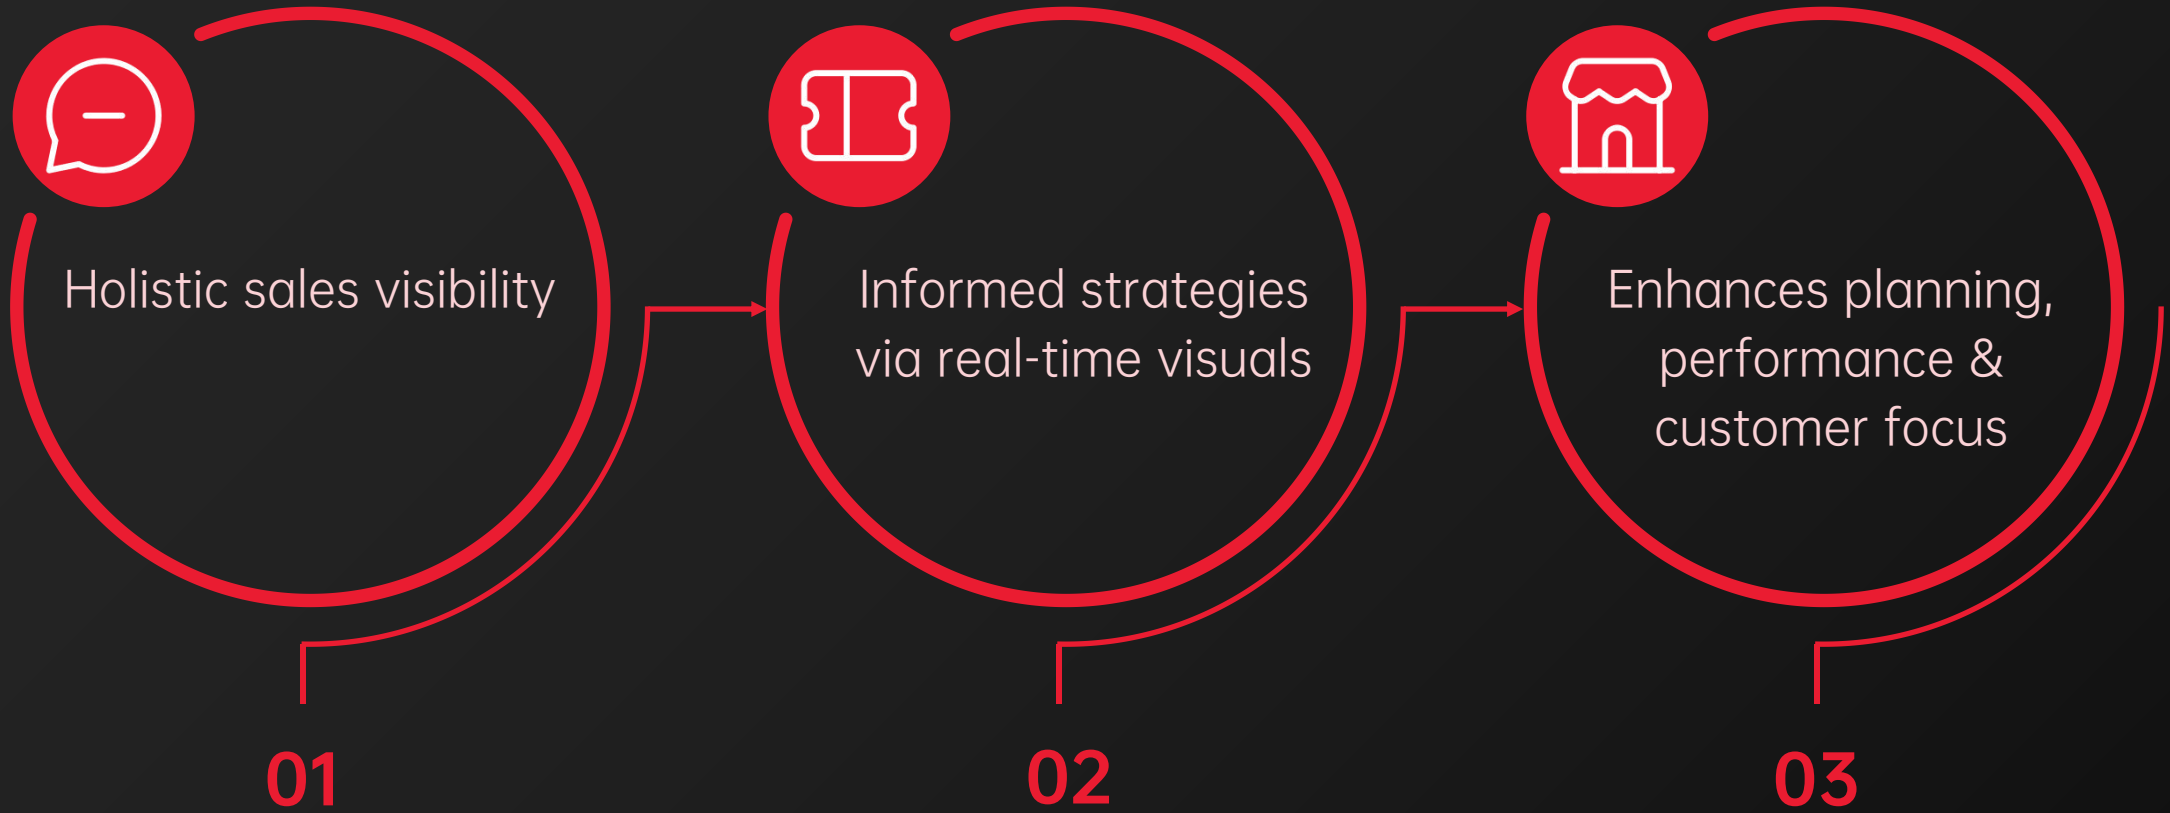 Holistic sales visibility
Informed strategies
via real-time visuals
Enhances planning,
performance &
customer focus
01
02
03